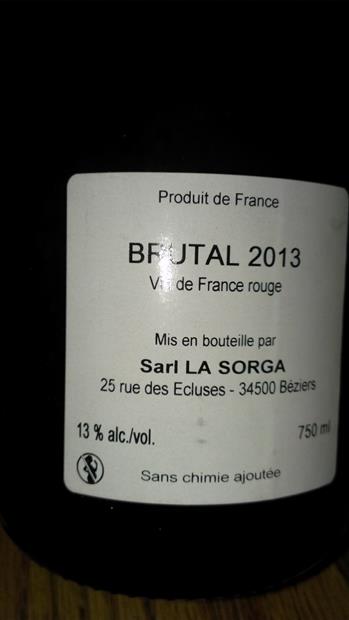 Produit de France
BRUTAL 2013
Vin de France rouge
Mis en bouteille par
Sarl LA SORGA
25 rue des Ecluses - 34500 Béziers
13 % alc./vol.
750 ml
Sans chimie ajoutée